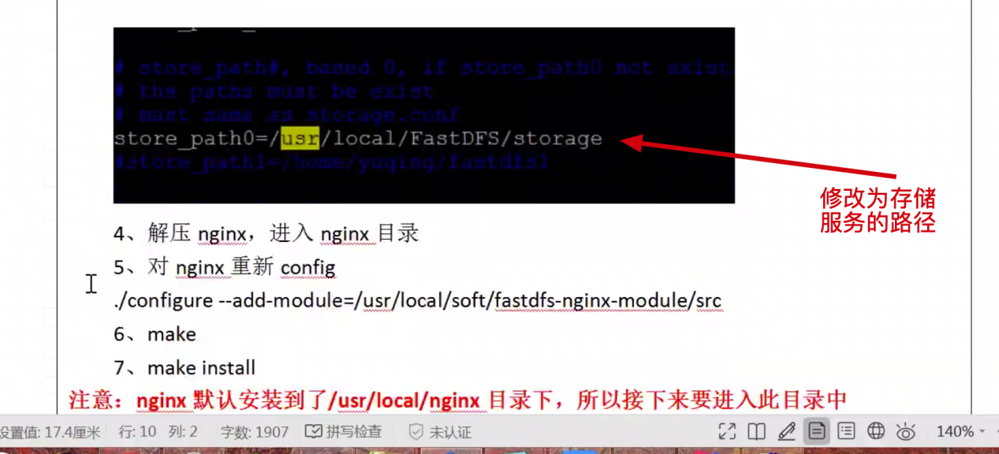 # store_path#, based 0, if store_path0 not exist
# the paths must be exist
# must same as storage.conf
store_path0=/usr/local/FastDFS/storage
#store_path1=/home/yuqing/fastdfs1
修改为存储
服务的路径
4、解压 nginx，进入 nginx 目录
5、对 nginx 重新 config
./configure --add-module=/usr/local/soft/fastdfs-nginx-module/src
6、make
7、make install
注意：nginx 默认安装到了/usr/local/nginx 目录下，所以接下来要进入此目录中
设置值: 17.4厘米 行: 10 列: 2 字数: 1907 拼写检查 未认证 140%